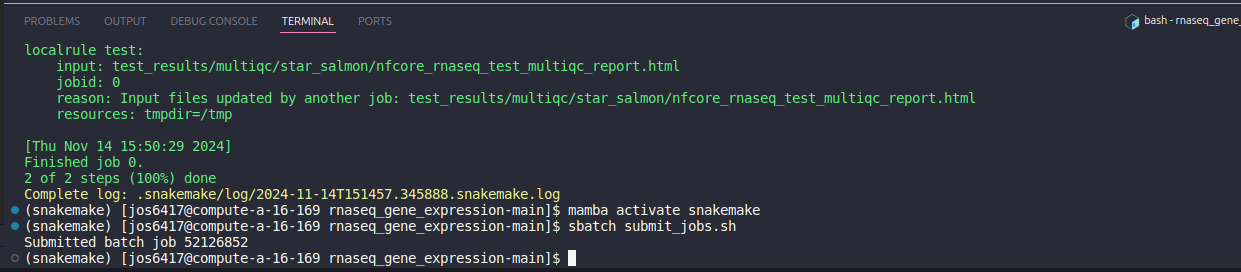 PROBLEMS OUTPUT DEBUG CONSOLE TERMINAL PORTS bash - rnaseq_gene_
localrule test:
    input: test_results/multiqc/star_salmon/nfcore_rnaseq_test_multiqc_report.html
    jobid: 0
    reason: Input files updated by another job: test_results/multiqc/star_salmon/nfcore_rnaseq_test_multiqc_report.html
    resources: tmpdir=/tmp
[Thu Nov 14 15:50:29 2024]
Finished job 0.
2 of 2 steps (100%) done
Complete log: .snakemake/log/2024-11-14T151457.345888.snakemake.log
(snakemake) [jos6417@compute-a-16-169 rnaseq_gene_expression-main]$ mamba activate snakemake
(snakemake) [jos6417@compute-a-16-169 rnaseq_gene_expression-main]$ sbatch submit_jobs.sh
Submitted batch job 52126852
(snakemake) [jos6417@compute-a-16-169 rnaseq_gene_expression-main]$